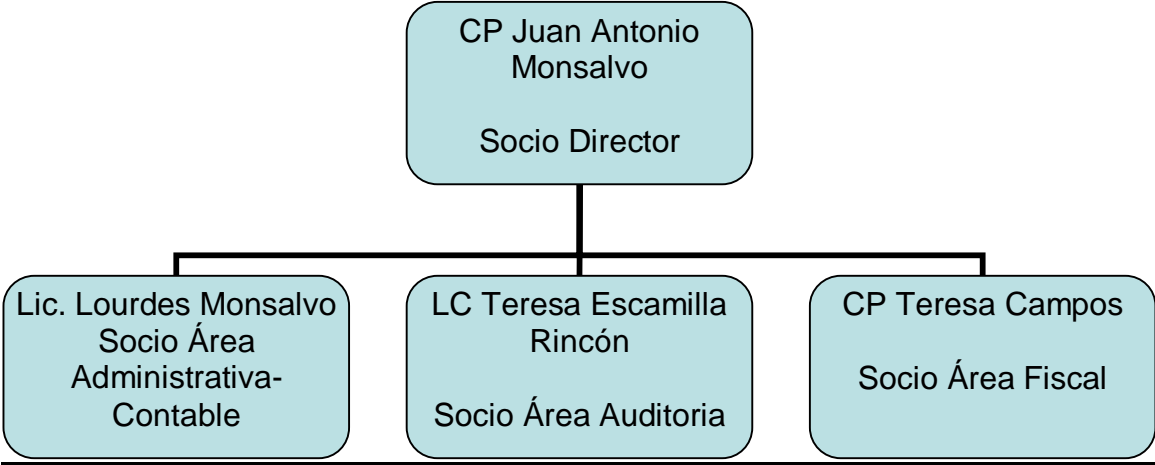 CP Juan Antonio
Monsalvo
Socio Director
Lic. Lourdes Monsalvo
Socio Área
Administrativa-
Contable
LC Teresa Escamilla
Rincón
Socio Área Auditoria
CP Teresa Campos
Socio Área Fiscal